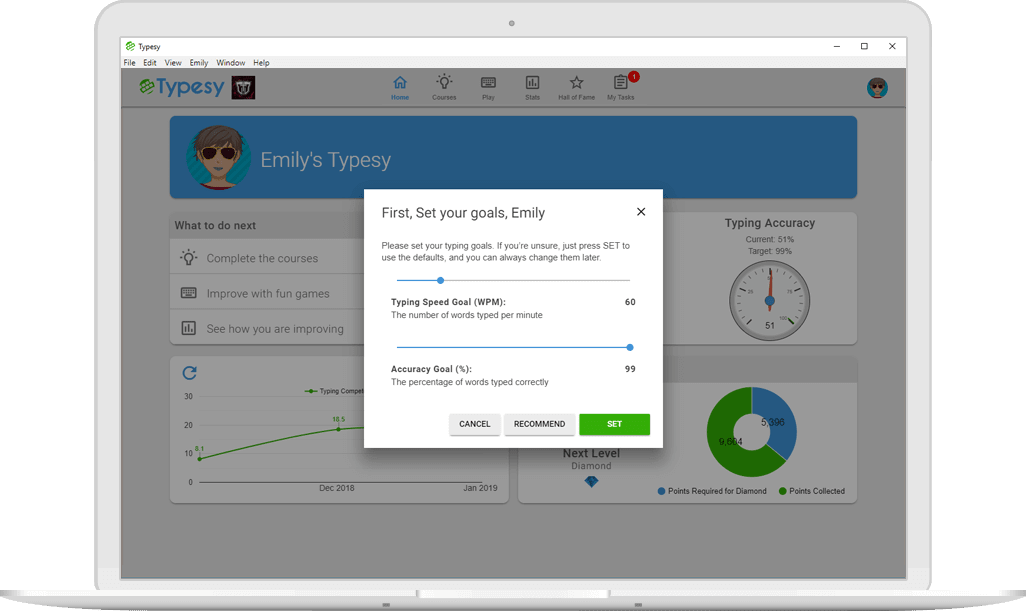 Typesy
File Edit View Emily Window Help
Typesy
Home Courses Play Stats Hall of Fame My Tasks 1
Emily's Typesy
What to do next
Complete the courses
Improve with fun games
See how you are improving
First, Set your goals, Emily
Please set your typing goals. If you're unsure, just press SET to
use the defaults, and you can always change them later.
Typing Speed Goal (WPM): 60
The number of words typed per minute
Accuracy Goal (%): 99
The percentage of words typed correctly
CANCEL RECOMMEND SET
Typing Accuracy
Current: 51%
Target: 99%
25 75
100
51
Typing Compet
30
20
10
0
8.1
18.5
Dec 2018 Jan 2019
Next Level
Diamond
5,396
9,604
Points Required for Diamond Points Collected